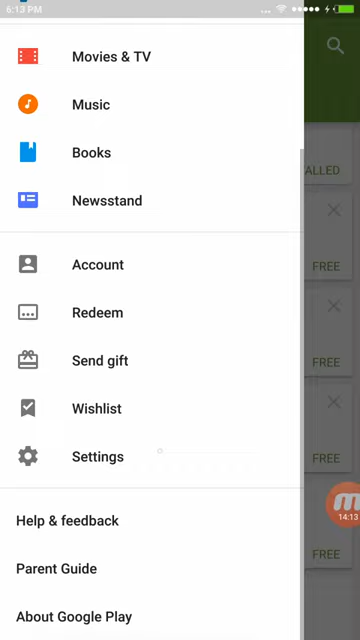 6:13 PM
Movies & TV
Music
Books
Newsstand
Account
Redeem
Send gift
Wishlist
Settings
Help & feedback
Parent Guide
About Google Play
ALLED
FREE
FREE
FREE
FREE
14:13